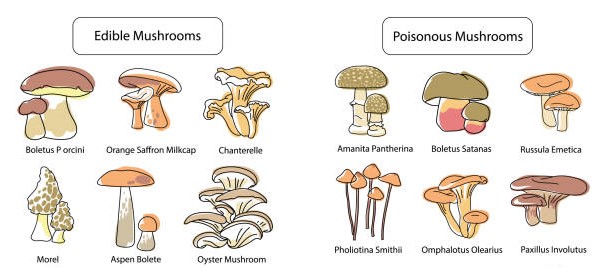 Edible Mushrooms
Poisonous Mushrooms
Boletus P orcini
Orange Saffron Milkcap
Chanterelle
Amanita Pantherina
Boletus Satanas
Russula Emetica
Morel
Aspen Bolete
Oyster Mushroom
Pholiotina Smithii
Omphalotus Olearius
Paxillus Involutus